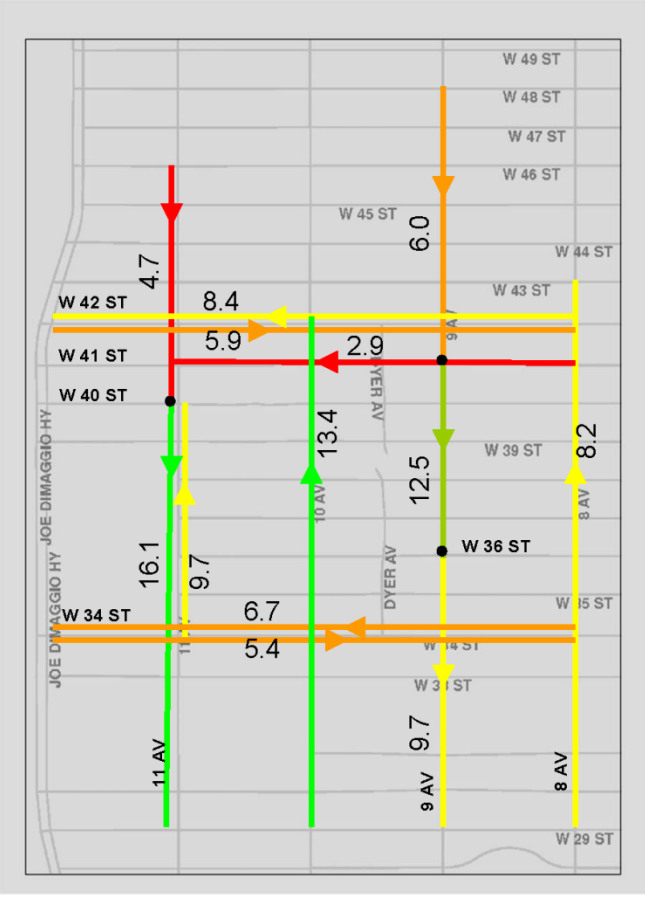 W 49 ST
W 48 ST
W 47 ST
W 46 ST
W 45 ST
6.0
W 44 ST
4.7
W 43 ST
W 42 ST
8.4
5.9
9 AV
W 41 ST
2.9
DYER AV
W 40 ST
13.4
8.2
JOE DIMAGGIO HY
W 39 ST
12.5
10 AV
8 AV
W 36 ST
16.1
9.7
DYER AV
JOE DIMAGGIO HY
W 35 ST
W 34 ST
6.7
5.4
11 AV
W 34 ST
W 33 ST
9.7
11 AV
9 AV
8 AV
W 29 ST